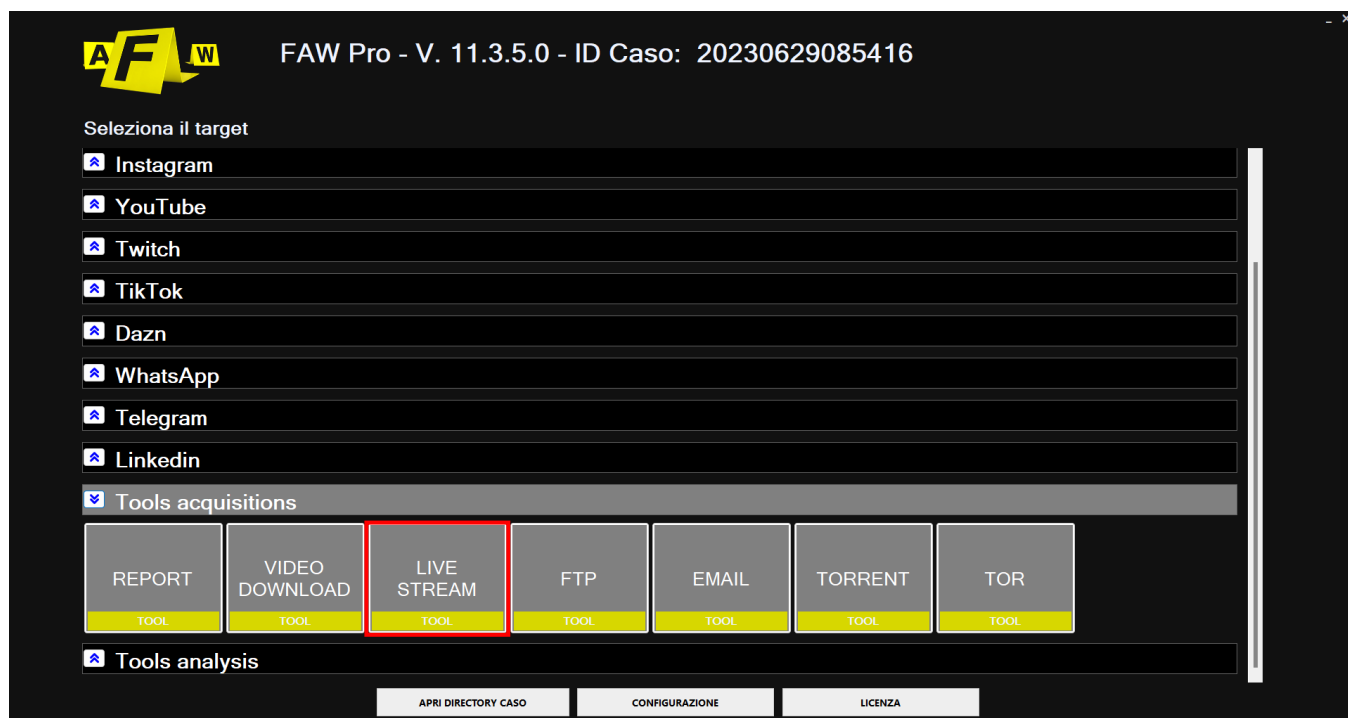 AFW
FAW Pro - V. 11.3.5.0 - ID Caso: 20230629085416
Seleziona il target
Instagram
YouTube
Twitch
TikTok
Dazn
WhatsApp
Telegram
Linkedin
Tools acquisitions
REPORT
TOOL
VIDEO
DOWNLOAD
TOOL
LIVE
STREAM
TOOL
FTP
TOOL
EMAIL
TOOL
TORRENT
TOOL
TOR
TOOL
Tools analysis
APRI DIRECTORY CASO
CONFIGURAZIONE
LICENZA